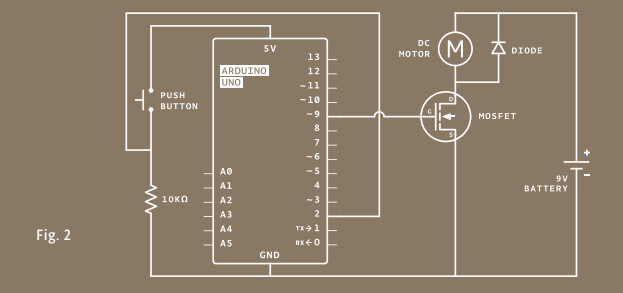 5V
ARDUINO
UNO
13
12
~11
~10
~9
8
7
~6
~5
4
~3
2
TX→1
RX←0
A0
A1
A2
A3
A4
A5
GND
PUSH
BUTTON
10KΩ
DC
MOTOR
M
DIODE
D
G
S
MOSFET
+
-
9V
BATTERY
Fig. 2